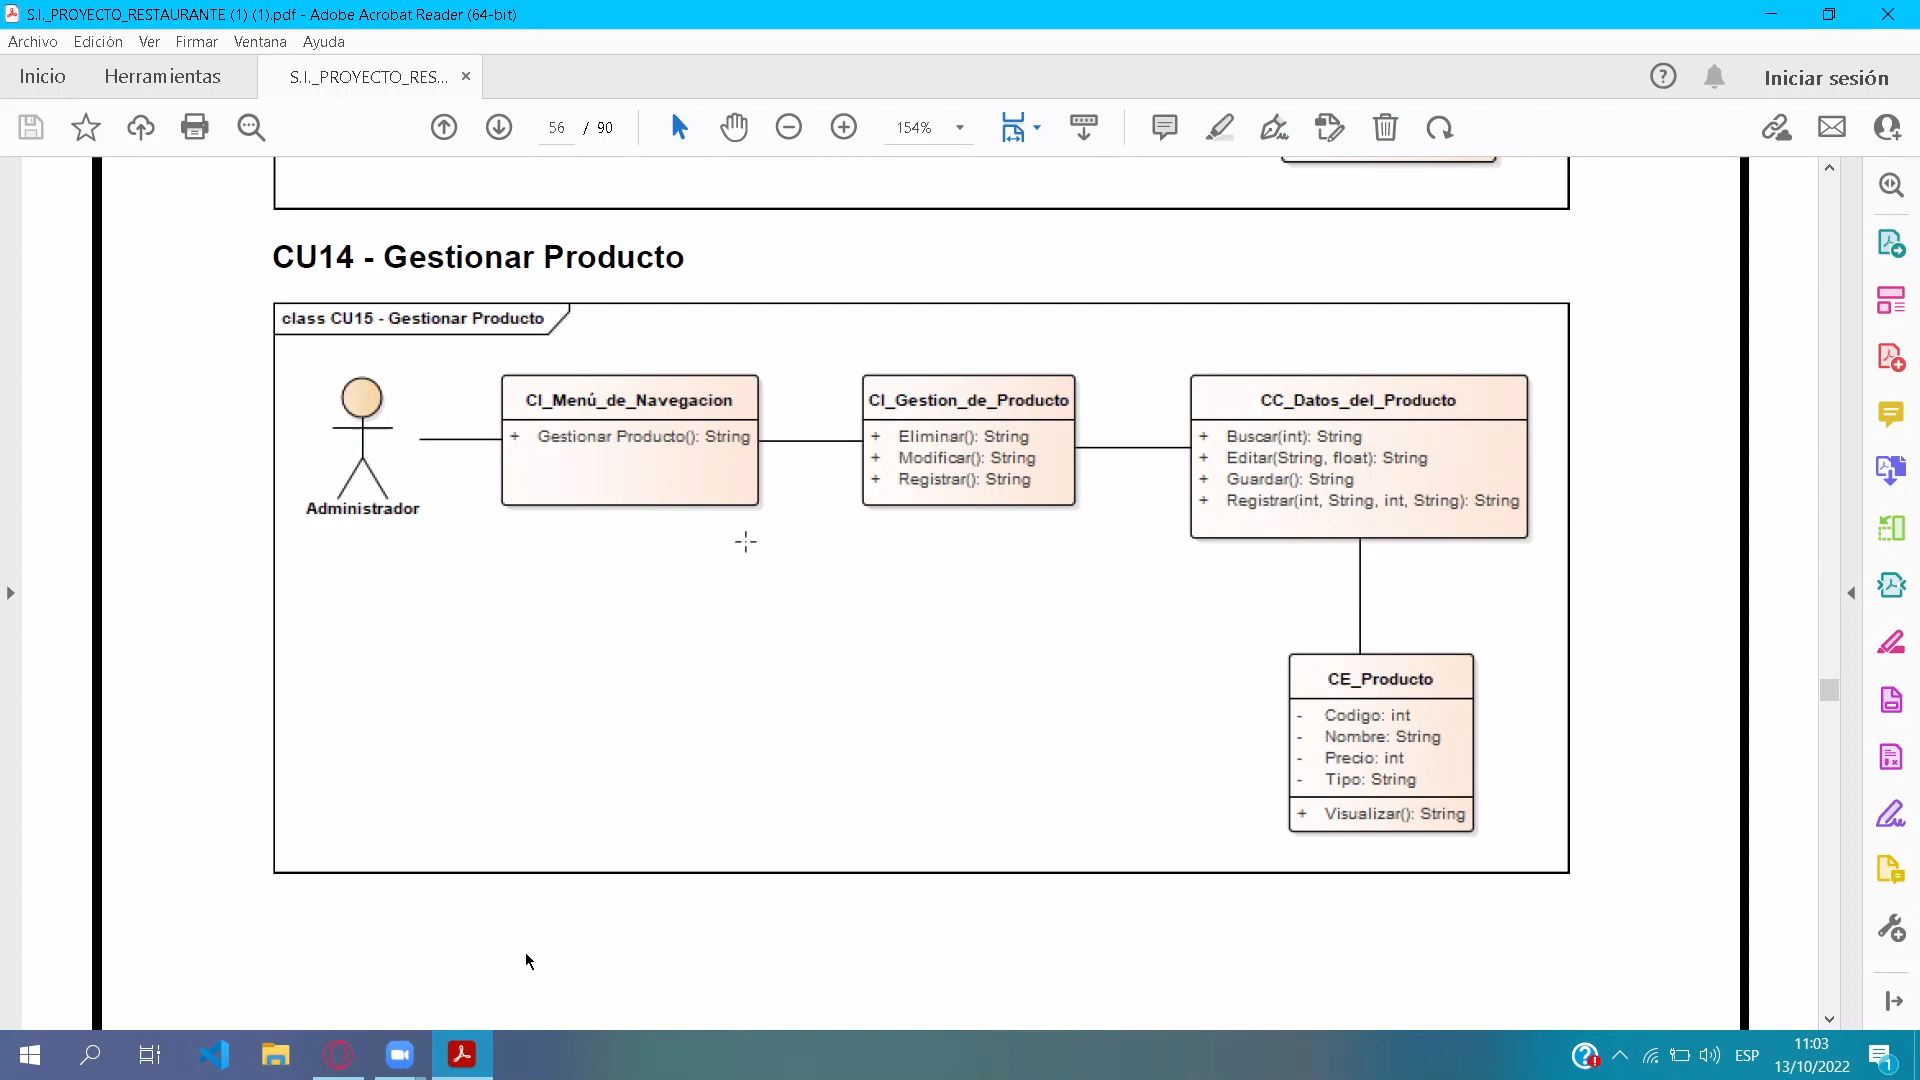 S.I._PROYECTO_RESTAURANTE (1) (1).pdf - Adobe Acrobat Reader (64-bit)
Archivo Edición Ver Firmar Ventana Ayuda
Inicio Herramientas S.I._PROYECTO_RES... × Iniciar sesión
56 / 90 154%
CU14 - Gestionar Producto
class CU15 - Gestionar Producto
Administrador
CI_Menú_de_Navegacion
+ Gestionar Producto(): String
CI_Gestion_de_Producto
+ Eliminar(): String
+ Modificar(): String
+ Registrar(): String
CC_Datos_del_Producto
+ Buscar(int): String
+ Editar(String, float): String
+ Guardar(): String
+ Registrar(int, String, int, String): String
CE_Producto
- Codigo: int
- Nombre: String
- Precio: int
- Tipo: String
+ Visualizar(): String
ESP
11:03
13/10/2022
1